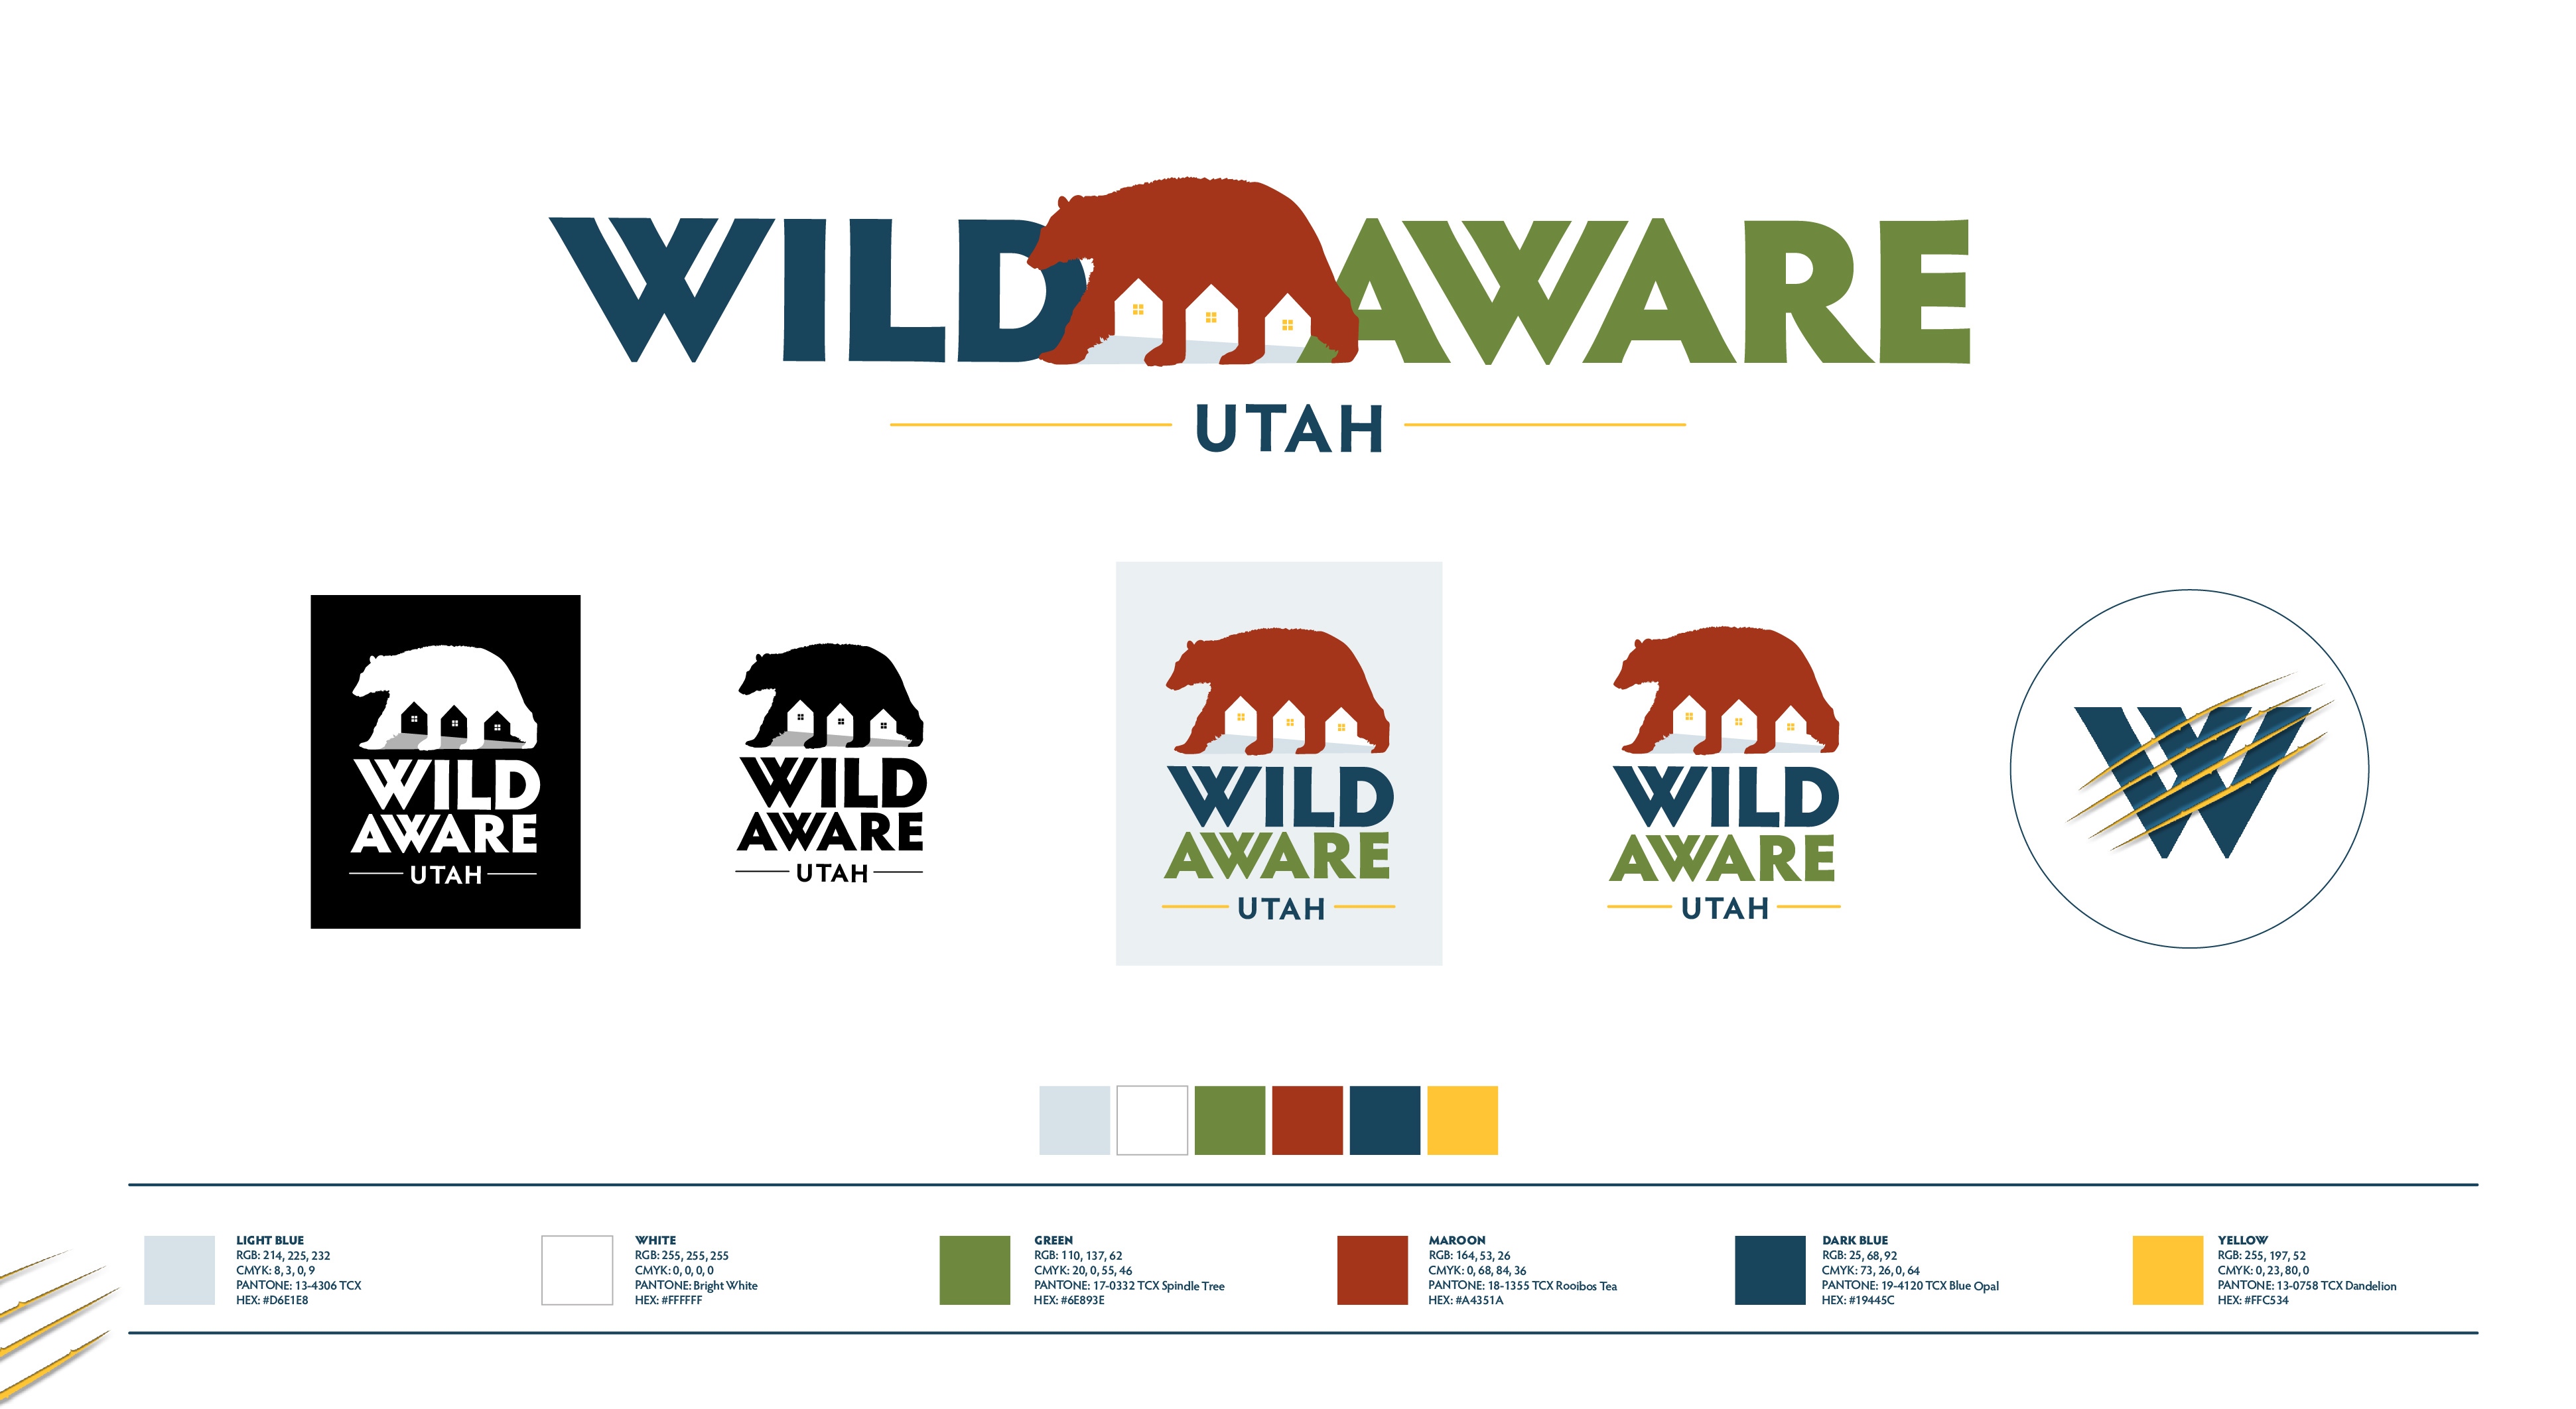 WILD AWARE
UTAH
WILD
AWARE
UTAH
WILD
AWARE
UTAH
WILD
AWARE
UTAH
WILD
AWARE
UTAH
W
LIGHT BLUE
RGB: 214, 225, 232
CMYK: 8, 3, 0, 9
PANTONE: 13-4306 TCX
HEX: #D6E1E8
WHITE
RGB: 255, 255, 255
CMYK: 0, 0, 0, 0
PANTONE: Bright White
HEX: #FFFFFF
GREEN
RGB: 110, 137, 62
CMYK: 20, 0, 55, 46
PANTONE: 17-0332 TCX Spindle Tree
HEX: #6E893E
MAROON
RGB: 164, 53, 26
CMYK: 0, 68, 84, 36
PANTONE: 18-1355 TCX Rooibos Tea
HEX: #A4351A
DARK BLUE
RGB: 25, 68, 92
CMYK: 73, 26, 0, 64
PANTONE: 19-4120 TCX Blue Opal
HEX: #19445C
YELLOW
RGB: 255, 197, 52
CMYK: 0, 23, 80, 0
PANTONE: 13-0758 TCX Dandelion
HEX: #FFC534